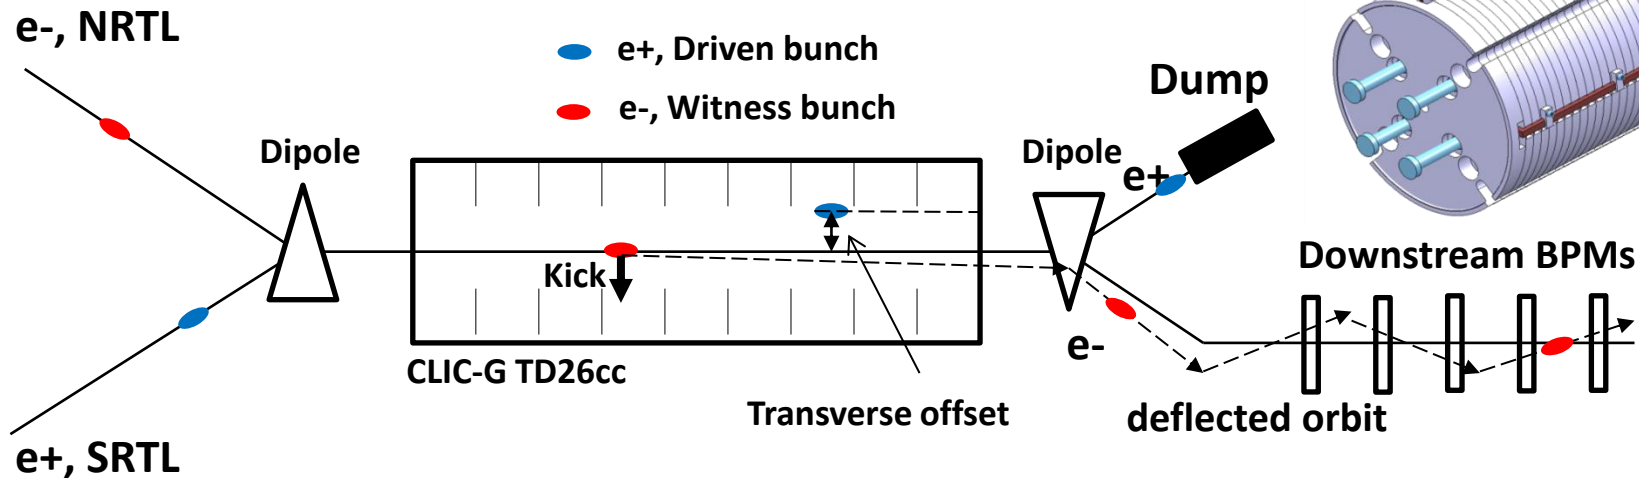 e-, NRTL
e+, Driven bunch
e-, Witness bunch
Dump
Dipole
Dipole
e+
Kick
Downstream BPMs
e-
CLIC-G TD26cc
Transverse offset
deflected orbit
e+, SRTL